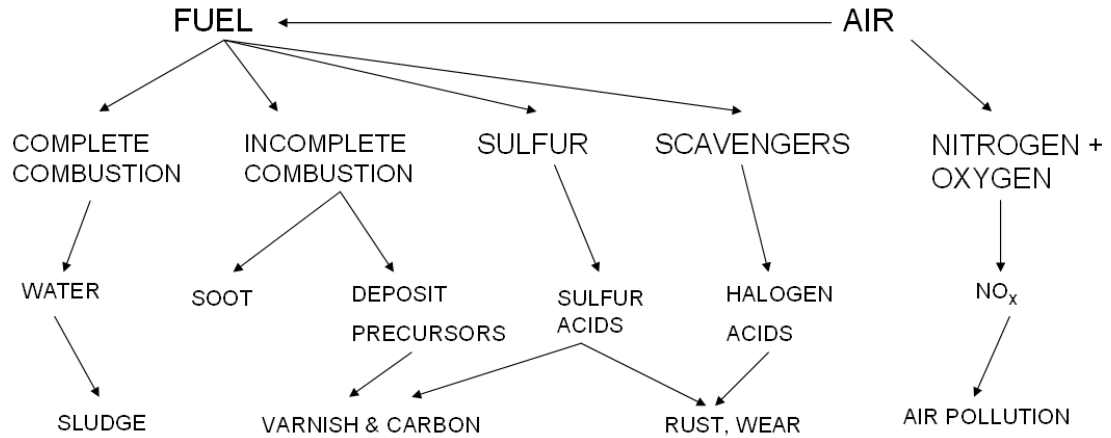 FUEL
AIR
COMPLETE
COMBUSTION
INCOMPLETE
COMBUSTION
SULFUR
SCAVENGERS
NITROGEN +
OXYGEN
WATER
SOOT
DEPOSIT
PRECURSORS
SULFUR
ACIDS
HALOGEN
ACIDS
NOₓ
SLUDGE
VARNISH & CARBON
RUST, WEAR
AIR POLLUTION